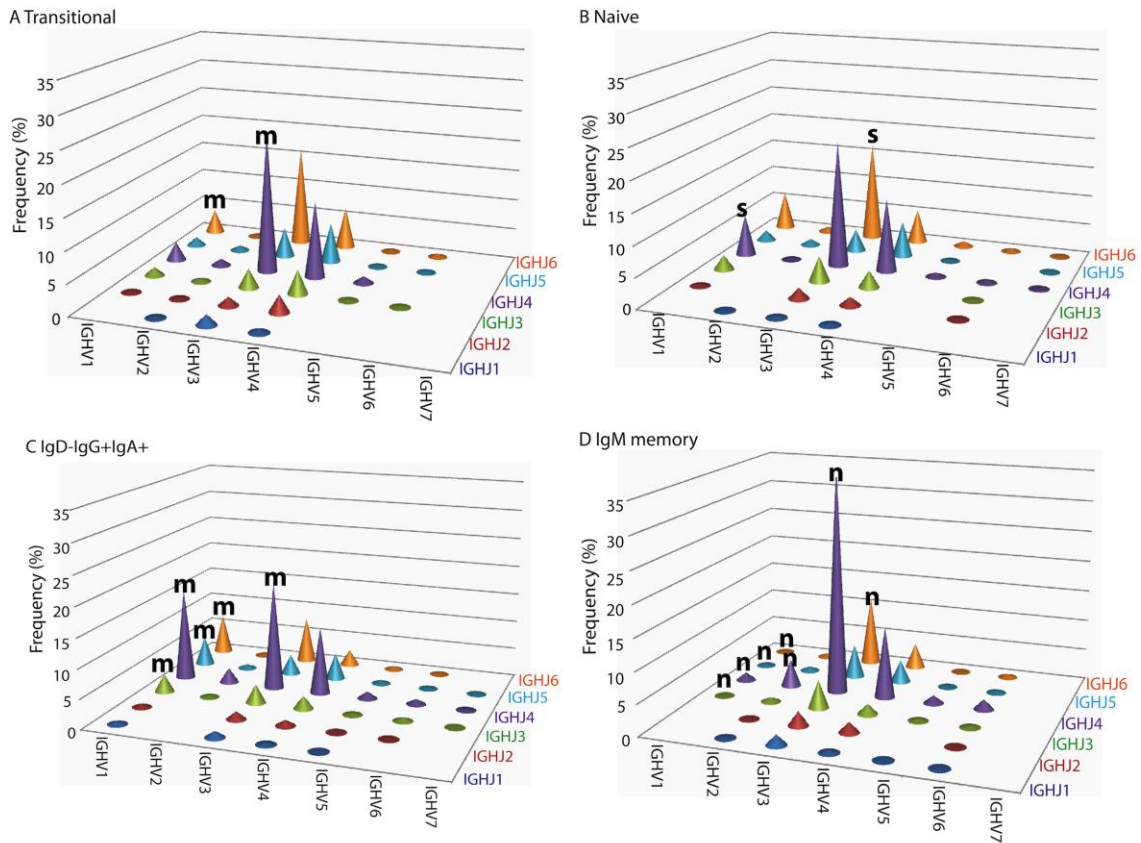 A Transitional
Frequency (%)
35
30
25
20
15
10
5
0
m
m
IGHV1
IGHV2
IGHV3
IGHV4
IGHV5
IGHV6
IGHV7
IGHJ6
IGHJ5
IGHJ4
IGHJ3
IGHJ2
IGHJ1
B Naive
Frequency (%)
35
30
25
20
15
10
5
0
s
s
IGHV1
IGHV2
IGHV3
IGHV4
IGHV5
IGHV6
IGHV7
IGHJ6
IGHJ5
IGHJ4
IGHJ3
IGHJ2
IGHJ1
C IgD-IgG+IgA+
Frequency (%)
35
30
25
20
15
10
5
0
m
m
m
m
m
IGHV1
IGHV2
IGHV3
IGHV4
IGHV5
IGHV6
IGHV7
IGHJ6
IGHJ5
IGHJ4
IGHJ3
IGHJ2
IGHJ1
D IgM memory
Frequency (%)
35
30
25
20
15
10
5
0
n
n
n
n
n
n
n
IGHV1
IGHV2
IGHV3
IGHV4
IGHV5
IGHV6
IGHV7
IGHJ6
IGHJ5
IGHJ4
IGHJ3
IGHJ2
IGHJ1